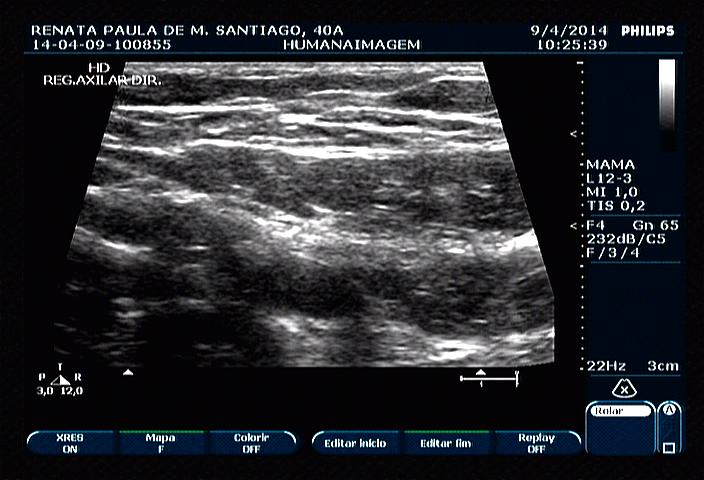 RENATA PAULA DE M. SANTIAGO, 40A
9/4/2014 PHILIPS
14-04-09-100855
HUMANAIMAGEM
10:25:39
HD
REG.AXILAR DIR.
MAMA
L12-3
MI 1,0
TIS 0,2
F4 Gn 65
232dB/C5
F/3/4
22Hz 3cm
T
P R
3,0 12,0
Rolar
A
XRES
ON
Mapa
F
Colorir
OFF
Editar início
Editar fim
Replay
OFF